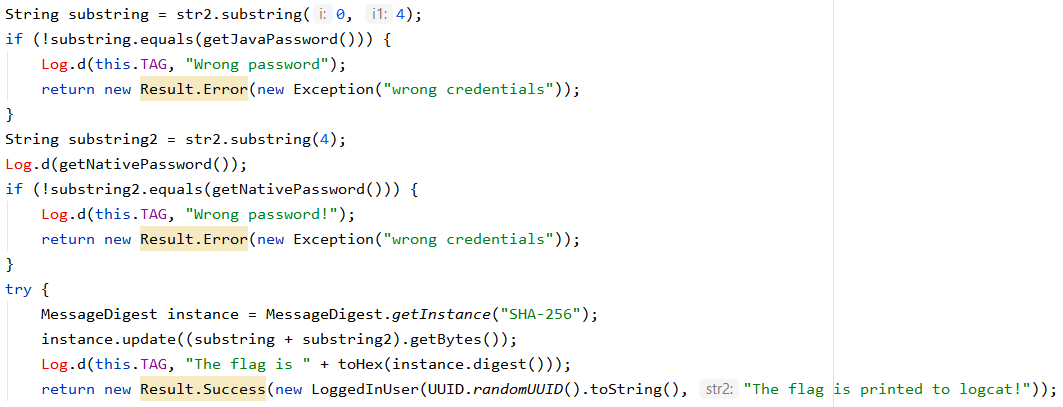 String substring = str2.substring( i: 0, i1: 4);
if (!substring.equals(getJavaPassword())) {
    Log.d(this.TAG, "Wrong password");
    return new Result.Error(new Exception("wrong credentials"));
}
String substring2 = str2.substring(4);
Log.d(getNativePassword());
if (!substring2.equals(getNativePassword())) {
    Log.d(this.TAG, "Wrong password!");
    return new Result.Error(new Exception("wrong credentials"));
}
try {
    MessageDigest instance = MessageDigest.getInstance("SHA-256");
    instance.update((substring + substring2).getBytes());
    Log.d(this.TAG, "The flag is " + toHex(instance.digest()));
    return new Result.Success(new LoggedInUser(UUID.randomUUID().toString(), str2: "The flag is printed to logcat!"));